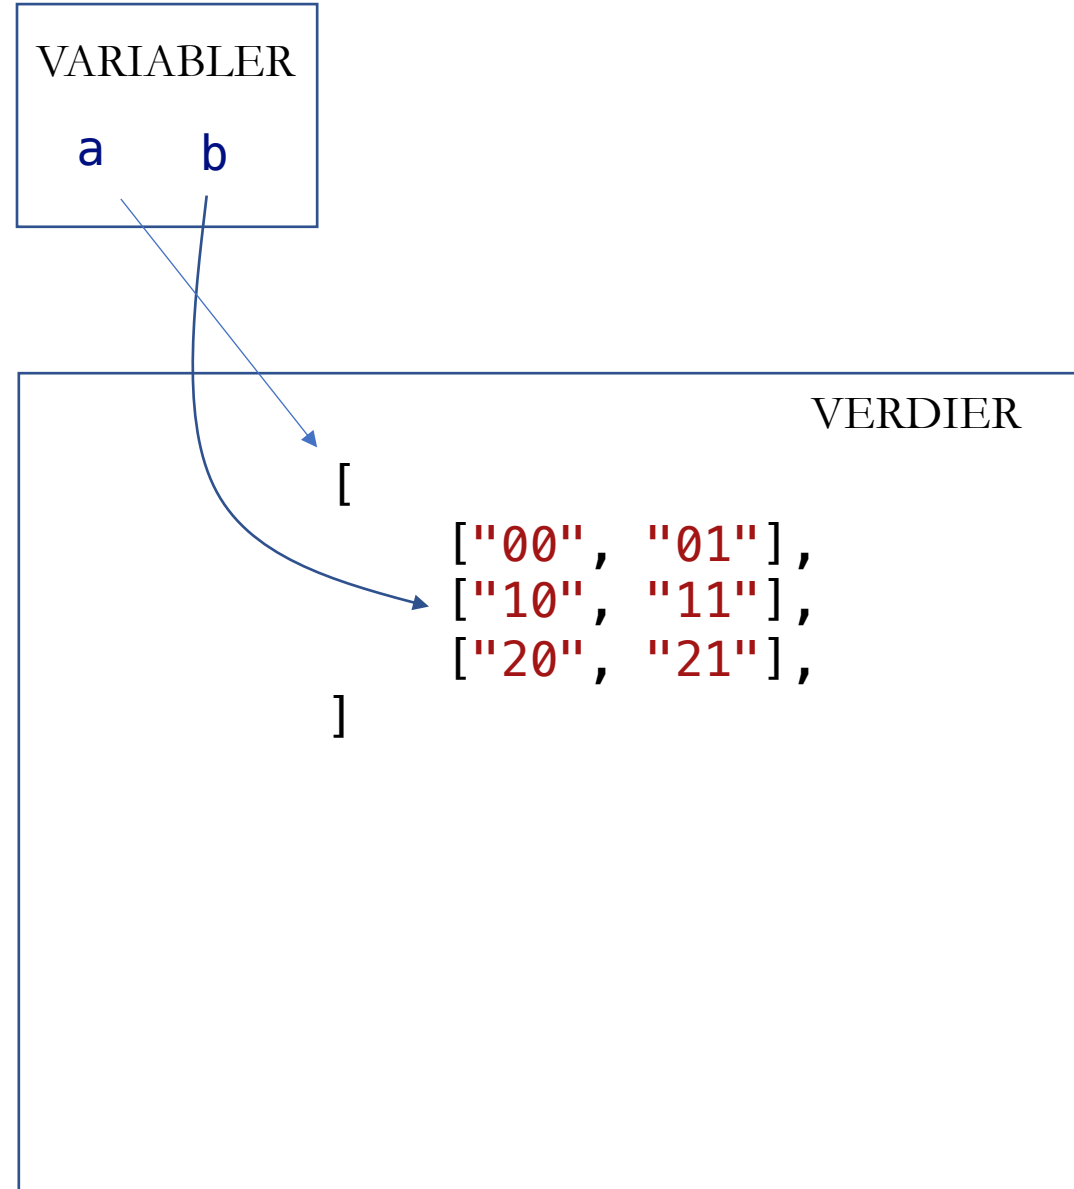 VARIABLER
a b
VERDIER
[
["00", "01"],
["10", "11"],
["20", "21"],
]